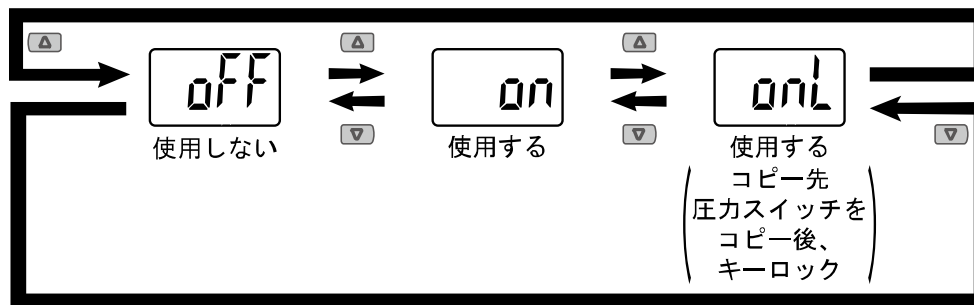 oFF
on
onL
使用しない
使用する
使用する
コピー先
圧力スイッチを
コピー後、
キーロック